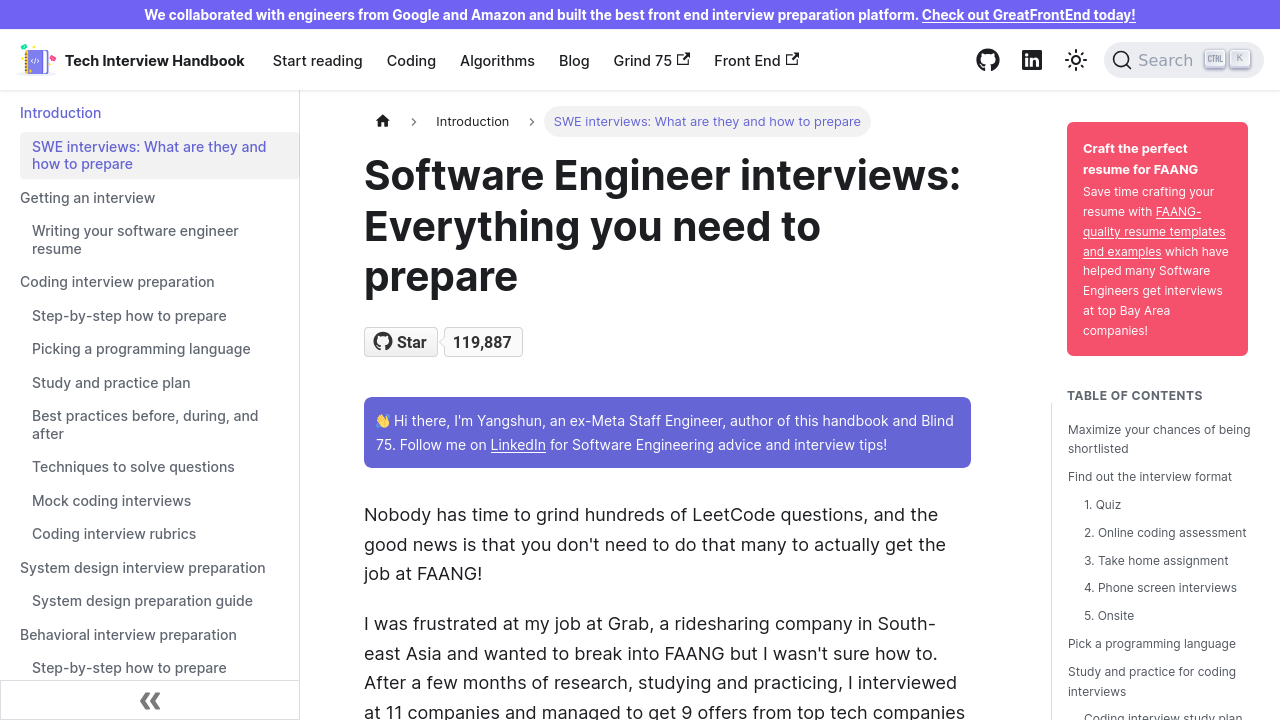 We collaborated with engineers from Google and Amazon and built the best front end interview preparation platform. Check out GreatFrontEnd today!
Tech Interview Handbook
Start reading
Coding
Algorithms
Blog
Grind 75
Front End
Search
CTRL
K
Introduction
SWE interviews: What are they and
how to prepare
Getting an interview
Writing your software engineer
resume
Coding interview preparation
Step-by-step how to prepare
Picking a programming language
Study and practice plan
Best practices before, during, and
after
Techniques to solve questions
Mock coding interviews
Coding interview rubrics
System design interview preparation
System design preparation guide
Behavioral interview preparation
Step-by-step how to prepare
Introduction
SWE interviews: What are they and how to prepare
Software Engineer interviews:
Everything you need to
prepare
Star
119,887
👋 Hi there, I'm Yangshun, an ex-Meta Staff Engineer, author of this handbook and Blind
75. Follow me on LinkedIn for Software Engineering advice and interview tips!
Nobody has time to grind hundreds of LeetCode questions, and the
good news is that you don't need to do that many to actually get the
job at FAANG!
I was frustrated at my job at Grab, a ridesharing company in South-
east Asia and wanted to break into FAANG but I wasn't sure how to.
After a few months of research, studying and practicing, I interviewed
at 11 companies and managed to get 9 offers from top tech companies
Craft the perfect
resume for FAANG
Save time crafting your
resume with FAANG-
quality resume templates
and examples which have
helped many Software
Engineers get interviews
at top Bay Area
companies!
TABLE OF CONTENTS
Maximize your chances of being
shortlisted
Find out the interview format
1. Quiz
2. Online coding assessment
3. Take home assignment
4. Phone screen interviews
5. Onsite
Pick a programming language
Study and practice for coding
interviews
Coding interview study plan